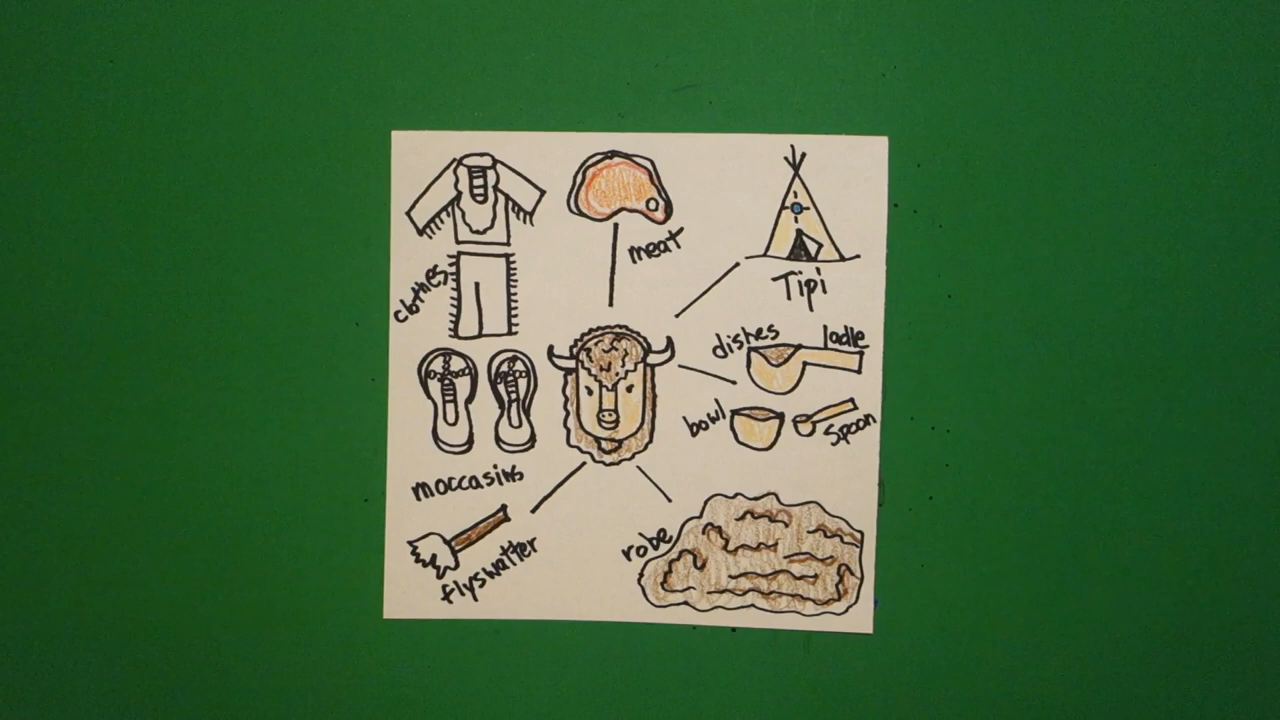 meat
clothes
Tipi
dishes
ladle
bowl
spoon
moccasins
robe
flyswatter